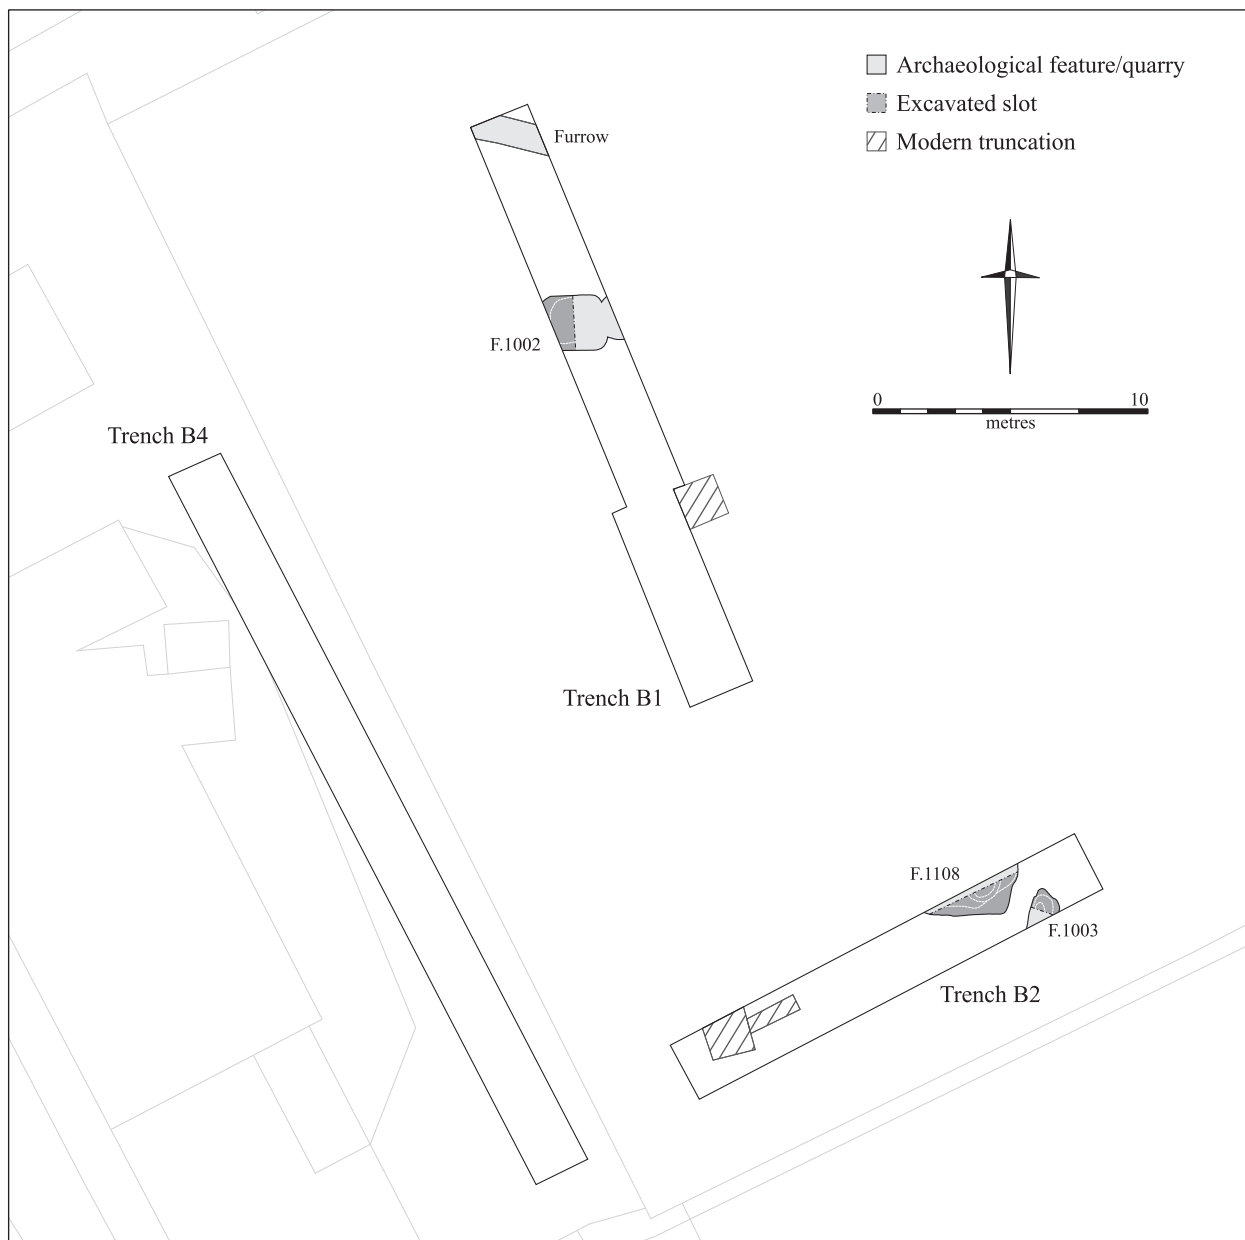 Archaeological feature/quarry
Excavated slot
Modern truncation
Furrow
F.1002
0 10
metres
Trench B4
Trench B1
F.1108
F.1003
Trench B2